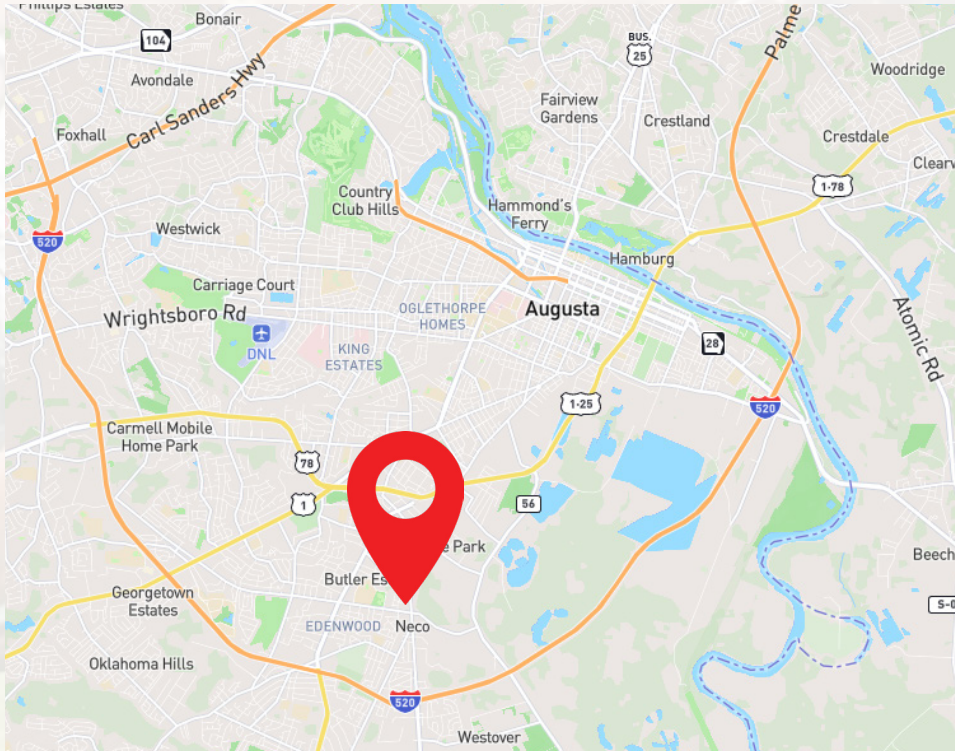 Phillips Estates
Bonair
104
BUS.
25
Palme
Avondale
Woodridge
Carl Sanders Hwy
Fairview
Gardens
Crestland
Foxhall
Crestdale
Clearw
1-78
Country
Club Hills
Hammond's
Ferry
Westwick
520
Hamburg
Carriage Court
Wrightsboro Rd
OGLETHORPE
HOMES
Augusta
Atomic Rd
DNL
KING
ESTATES
28
1-25
520
Carmell Mobile
Home Park
78
1
56
e Park
Beech
Butler Es
Georgetown
Estates
S-0
EDENWOOD
Neco
Oklahoma Hills
520
Westover